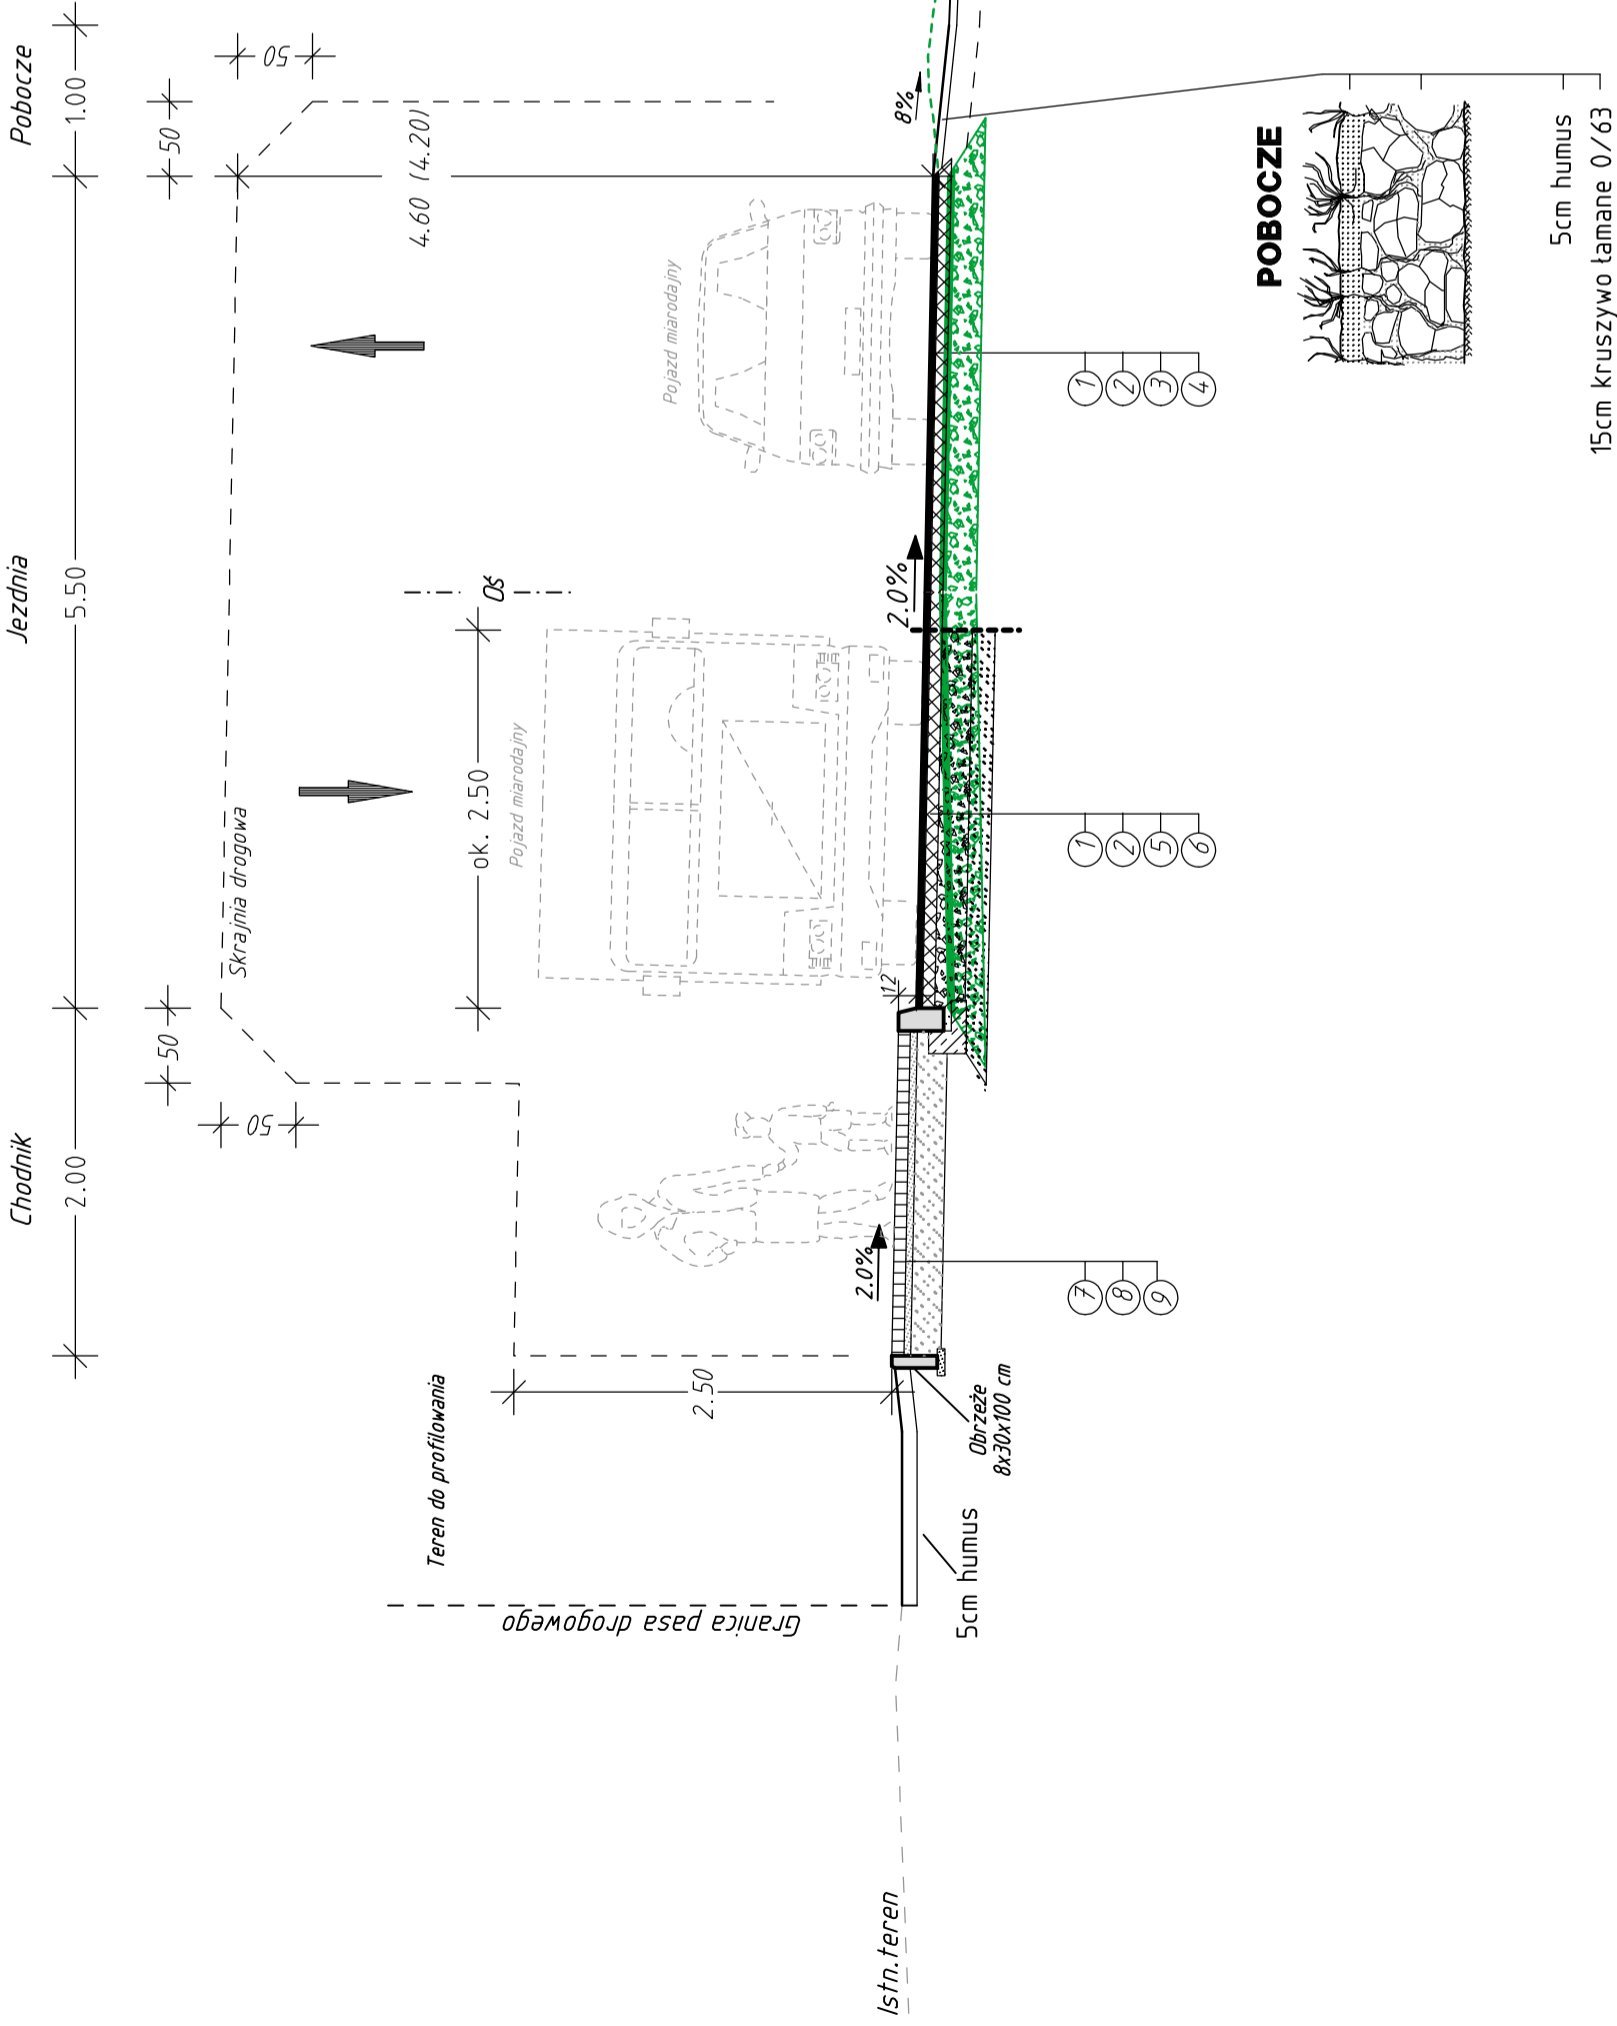 Chodnik
Jezdnia
Pobocze
2.00
5.50
1.00
50
50
50
50
Skrajnia drogowa
4.60 (4.20)
ok. 2.50
Oś
Pojazd miarodajny
Pojazd miarodajny
Teren do profilowania
2.50
Granica pasa drogowego
Istn.teren
2.0%
12
2.0%
8%
5cm humus
Obrzeże
8x30x100 cm
7
8
9
1
2
5
6
1
2
3
4
POBOCZE
5cm humus
15cm kruszywo łamane 0/63